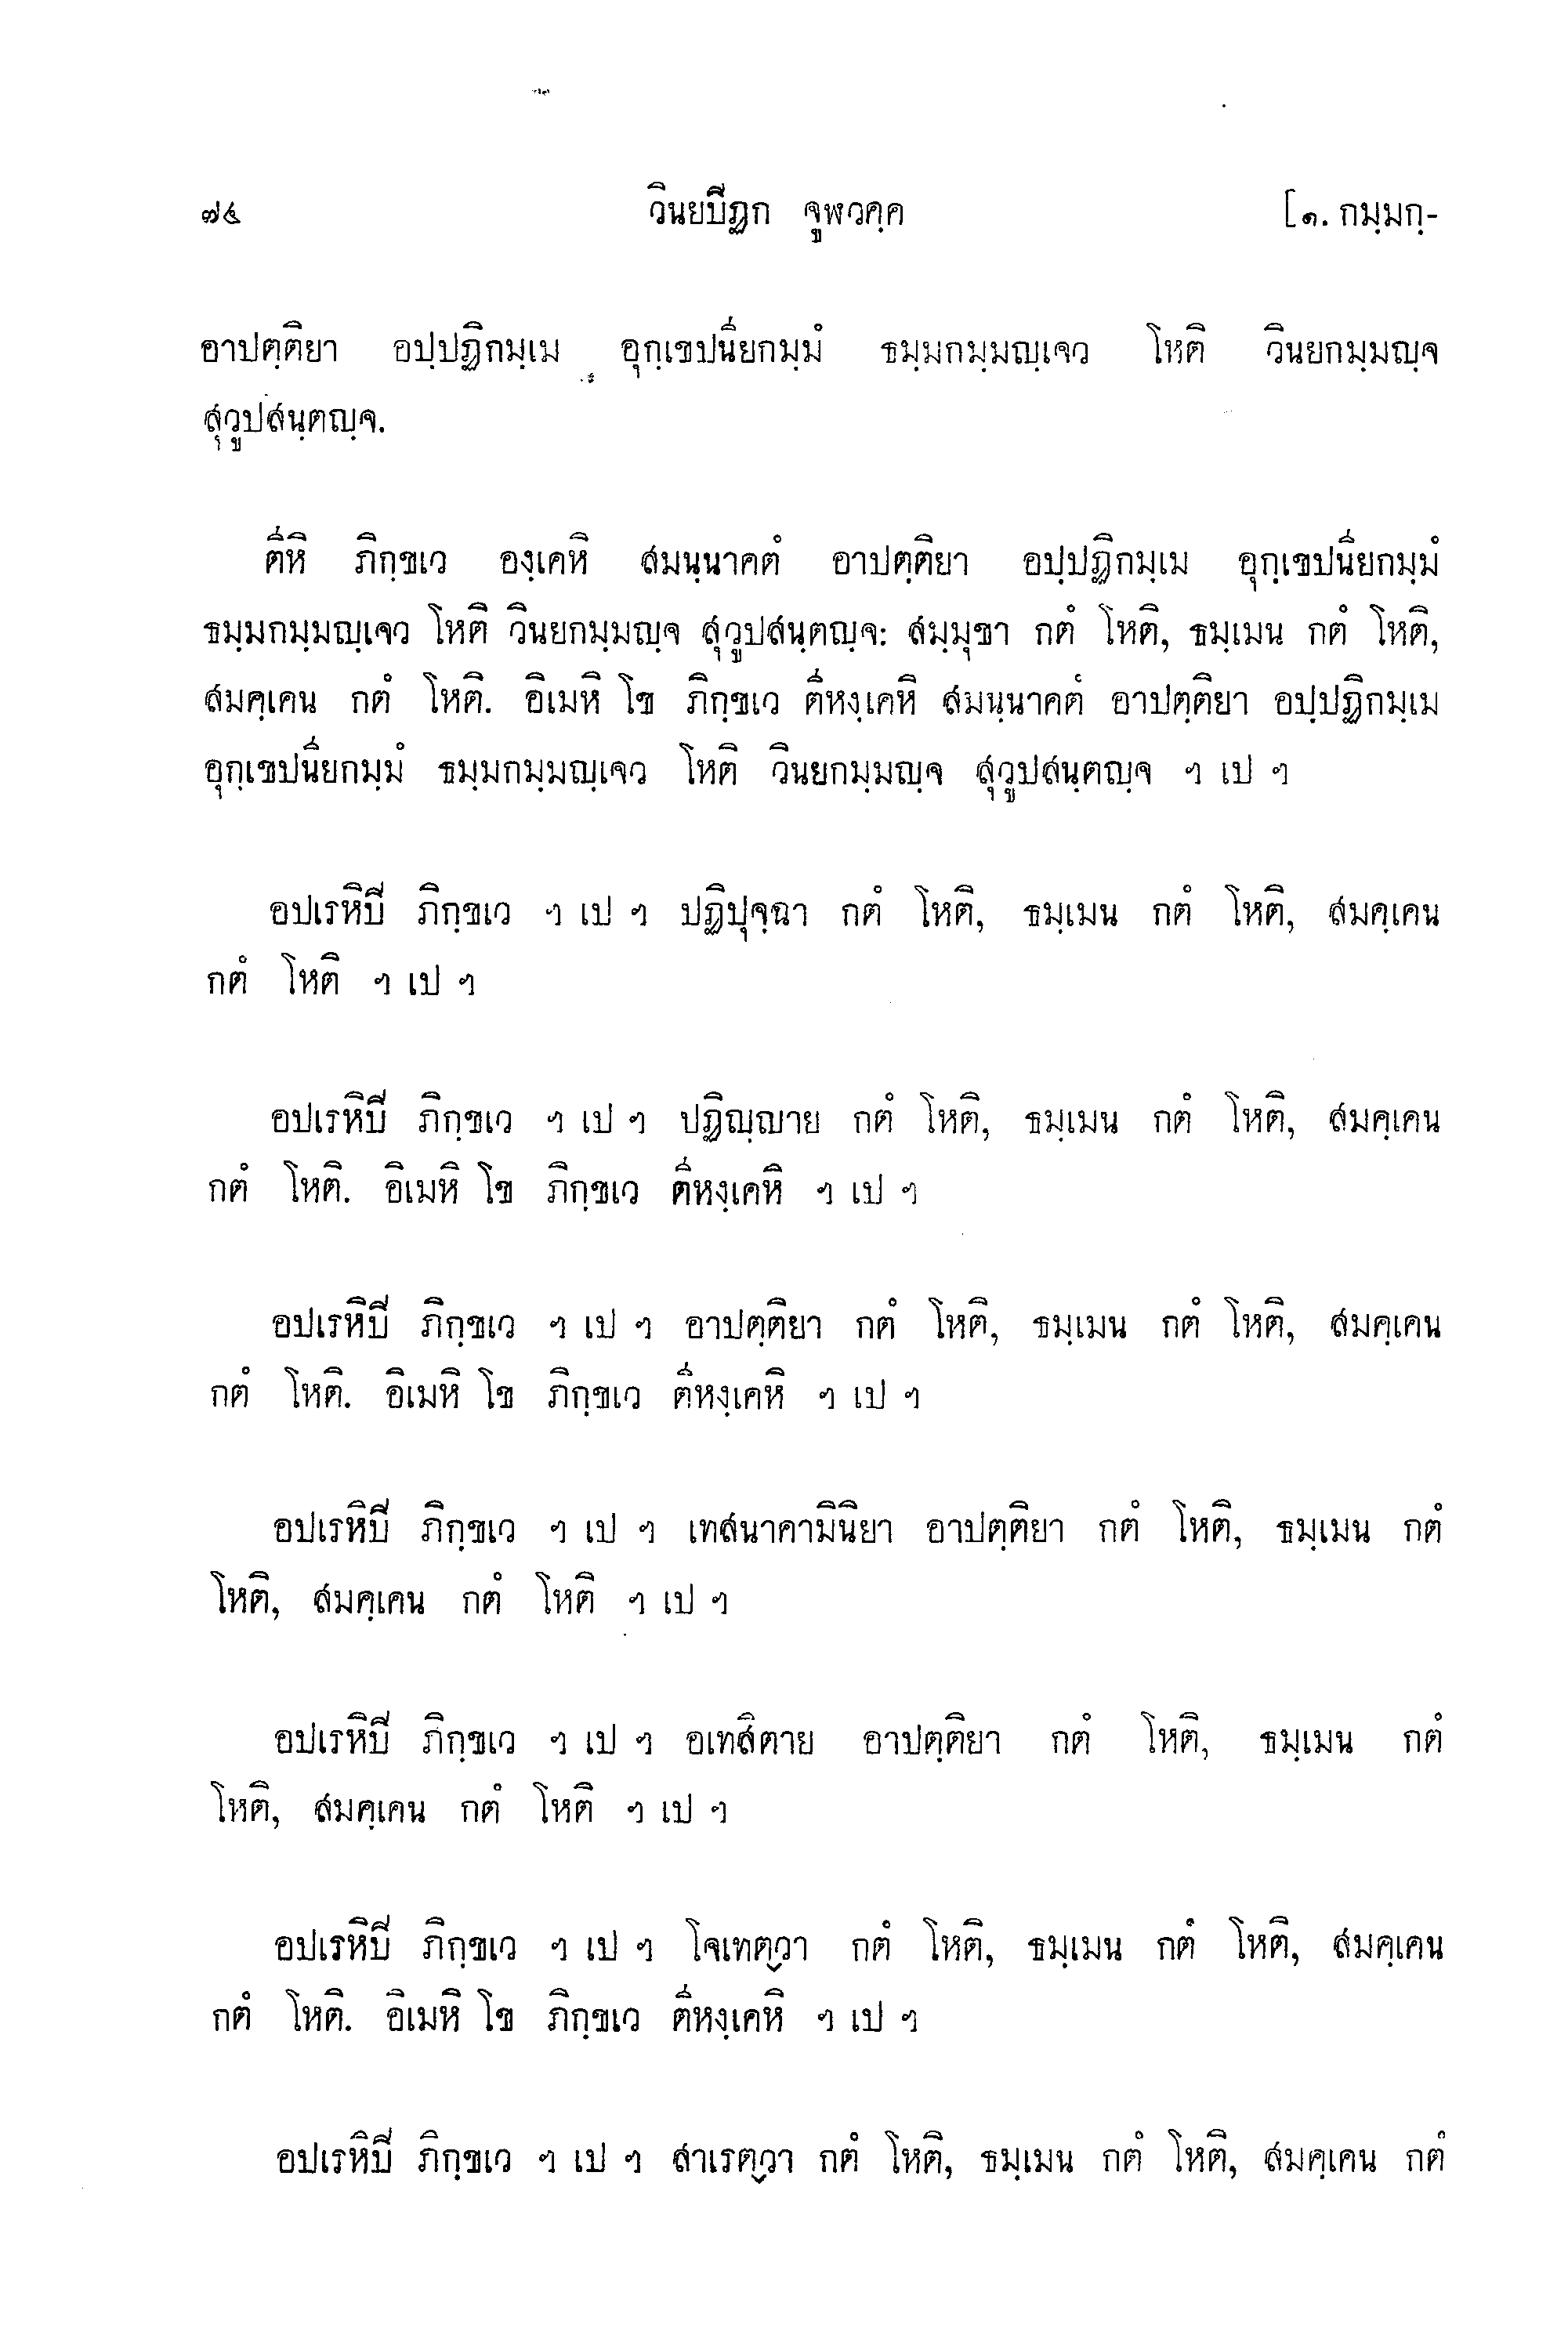 ๗๔ วินยปิฏก จูฬวคฺค [๑. กมฺมกฺ-
อาปตฺติยา อปฺปฏิกมฺเม อุกฺเขปนียกมฺมํ ธมฺมกมฺมญฺเจว โหติ วินยกมฺมญฺจ
สุวูปสนฺตญฺจ.
ตีหิ ภิกฺขเว องฺเคหิ สมนฺนาคตํ อาปตฺติยา อปฺปฏิกมฺเม อุกฺเขปนียกมฺมํ
ธมฺมกมฺมญฺเจว โหติ วินยกมฺมญฺจ สุวูปสนฺตญฺจ: สมฺมุขา กตํ โหติ, ธมฺเมน กตํ โหติ,
สมคฺเคน กตํ โหติ. อิเมหิ โข ภิกฺขเว ตีหงฺเคหิ สมนฺนาคตํ อาปตฺติยา อปฺปฏิกมฺเม
อุกฺเขปนียกมฺมํ ธมฺมกมฺมญฺเจว โหติ วินยกมฺมญฺจ สุวูปสนฺตญฺจ ฯ เป ฯ
อปเรหิปิ ภิกฺขเว ฯ เป ฯ ปฏิปุจฺฉา กตํ โหติ, ธมฺเมน กตํ โหติ, สมคฺเคน
กตํ โหติ ฯ เป ฯ
อปเรหิปิ ภิกฺขเว ฯ เป ฯ ปฏิญฺญาย กตํ โหติ, ธมฺเมน กตํ โหติ, สมคฺเคน
กตํ โหติ. อิเมหิ โข ภิกฺขเว ตีหงฺเคหิ ฯ เป ฯ
อปเรหิปิ ภิกฺขเว ฯ เป ฯ อาปตฺติยา กตํ โหติ, ธมฺเมน กตํ โหติ, สมคฺเคน
กตํ โหติ. อิเมหิ โข ภิกฺขเว ตีหงฺเคหิ ฯ เป ฯ
อปเรหิปิ ภิกฺขเว ฯ เป ฯ เทสนาคามินิยา อาปตฺติยา กตํ โหติ, ธมฺเมน กตํ
โหติ, สมคฺเคน กตํ โหติ ฯ เป ฯ
อปเรหิปิ ภิกฺขเว ฯ เป ฯ อเทสิตาย อาปตฺติยา กตํ โหติ, ธมฺเมน กตํ
โหติ, สมคฺเคน กตํ โหติ ฯ เป ฯ
อปเรหิปิ ภิกฺขเว ฯ เป ฯ โจเทตฺวา กตํ โหติ, ธมฺเมน กตํ โหติ, สมคฺเคน
กตํ โหติ. อิเมหิ โข ภิกฺขเว ตีหงฺเคหิ ฯ เป ฯ
อปเรหิปิ ภิกฺขเว ฯ เป ฯ สาเรตฺวา กตํ โหติ, ธมฺเมน กตํ โหติ, สมคฺเคน กตํ